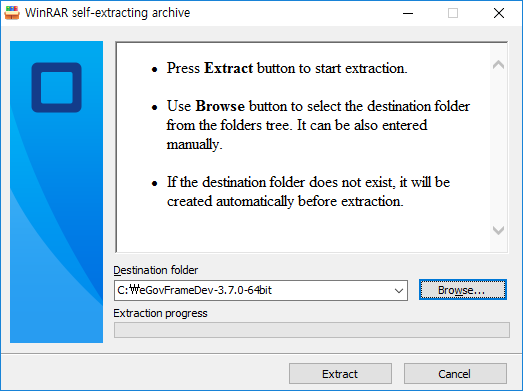 WinRAR self-extracting archive
• Press Extract button to start extraction.
• Use Browse button to select the destination folder
from the folders tree. It can be also entered
manually.
• If the destination folder does not exist, it will be
created automatically before extraction.
Destination folder
C:₩eGovFrameDev-3.7.0-64bit
Browse...
Extraction progress
Extract
Cancel